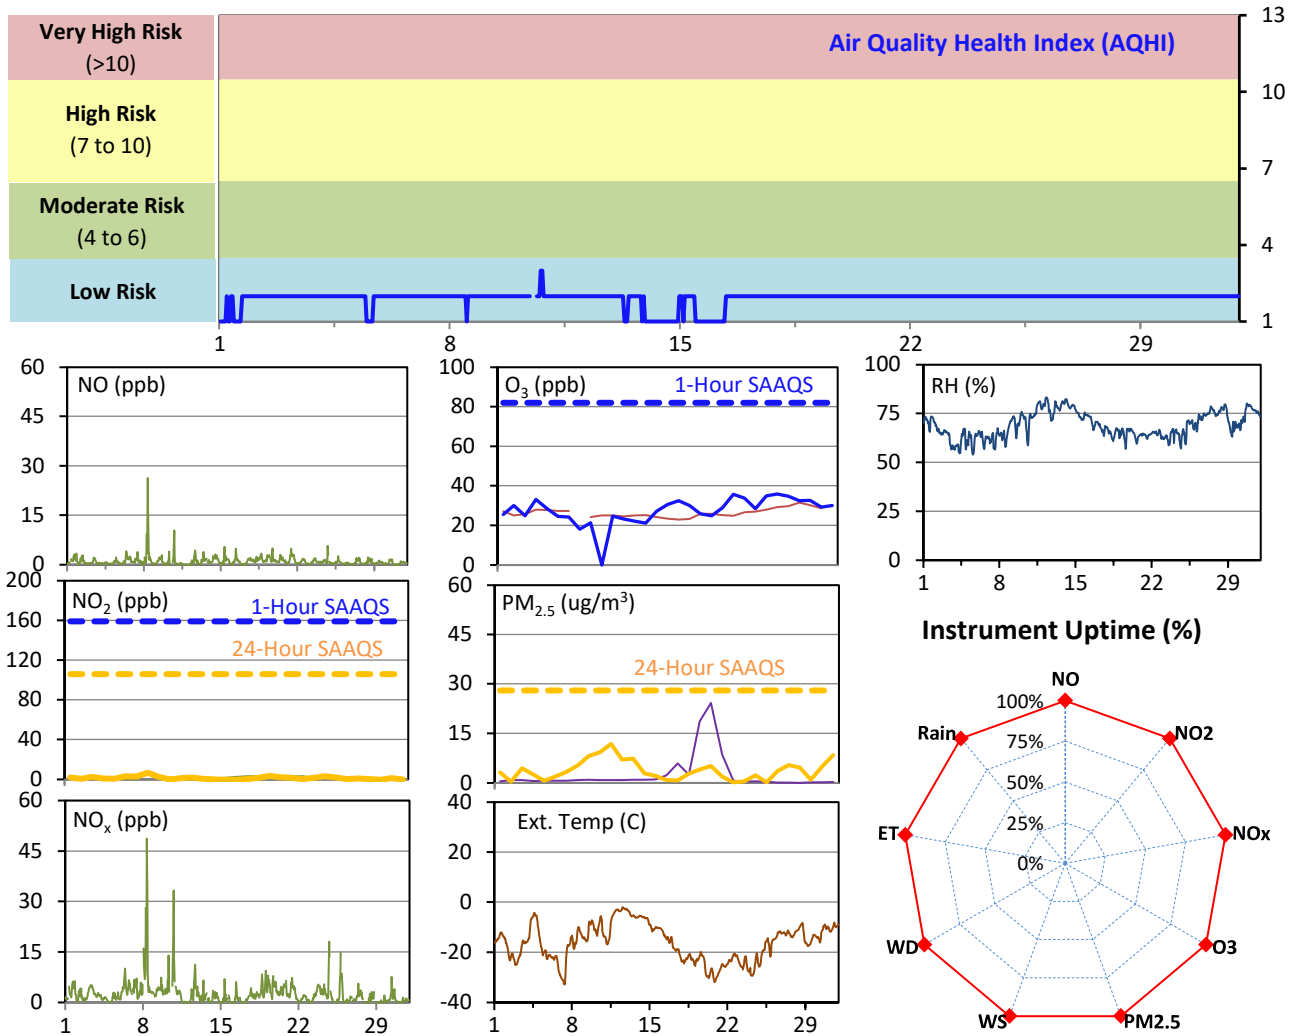 Very High Risk
(>10)
High Risk
(7 to 10)
Moderate Risk
(4 to 6)
Low Risk
Air Quality Health Index (AQHI)
13
10
7
4
1
1 8 15 22 29
NO (ppb)
60
45
30
15
0
O3 (ppb)
1-Hour SAAQS
100
80
60
40
20
0
RH (%)
100
75
50
25
0
1 8 15 22 29
NO2 (ppb)
1-Hour SAAQS
24-Hour SAAQS
200
160
120
80
40
0
PM2.5 (ug/m3)
24-Hour SAAQS
60
45
30
15
0
NOx (ppb)
60
45
30
15
0
1 8 15 22 29
Ext. Temp (C)
40
20
0
-20
-40
1 8 15 22 29
Instrument Uptime (%)
NO
NO2
NOx
O3
PM2.5
WS
WD
ET
Rain
100%
75%
50%
25%
0%